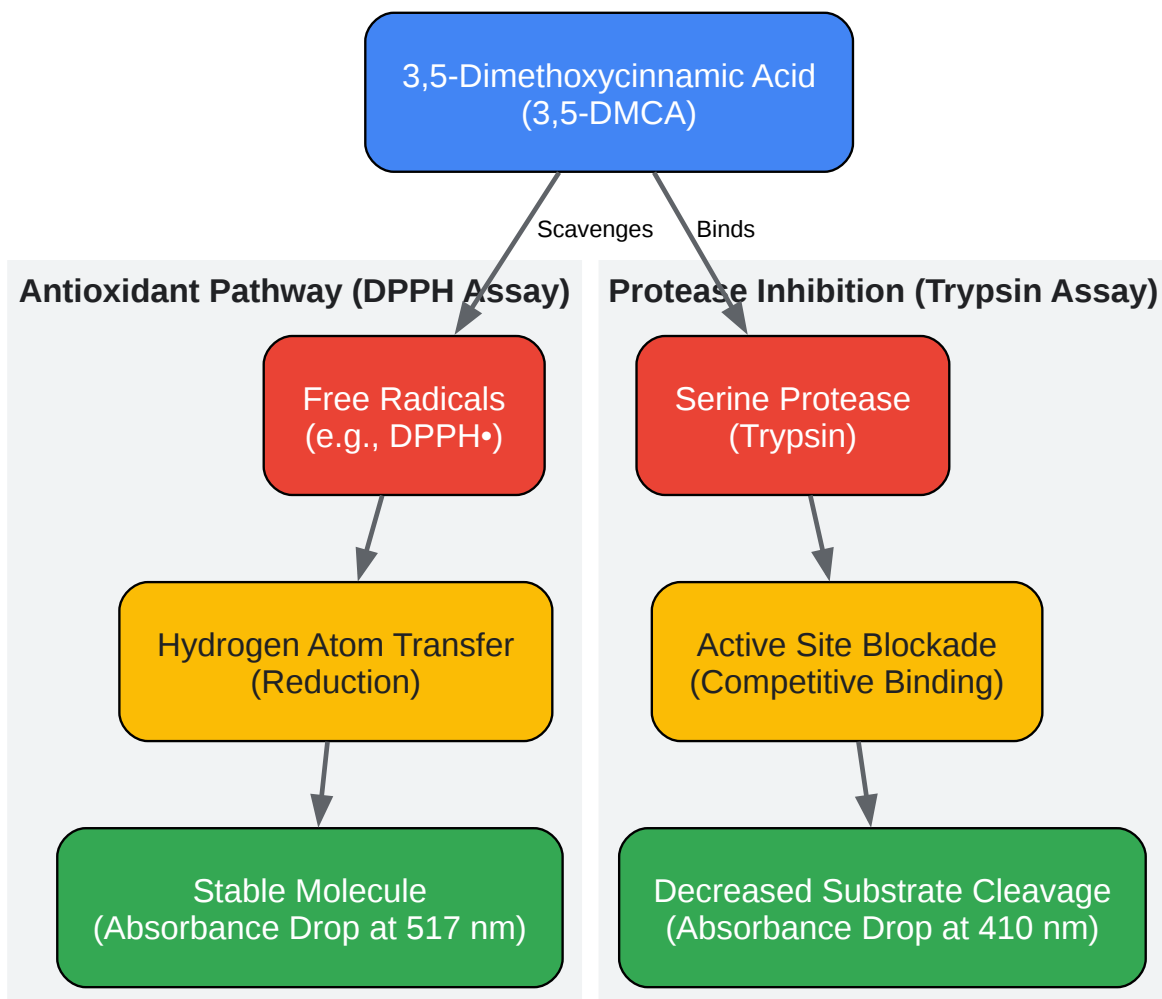 3,5-Dimethoxycinnamic Acid
(3,5-DMCA)
Scavenges
Binds
Antioxidant Pathway (DPPH Assay)
Protease Inhibition (Trypsin Assay)
Free Radicals
(e.g., DPPH•)
Serine Protease
(Trypsin)
Hydrogen Atom Transfer
(Reduction)
Active Site Blockade
(Competitive Binding)
Stable Molecule
(Absorbance Drop at 517 nm)
Decreased Substrate Cleavage
(Absorbance Drop at 410 nm)